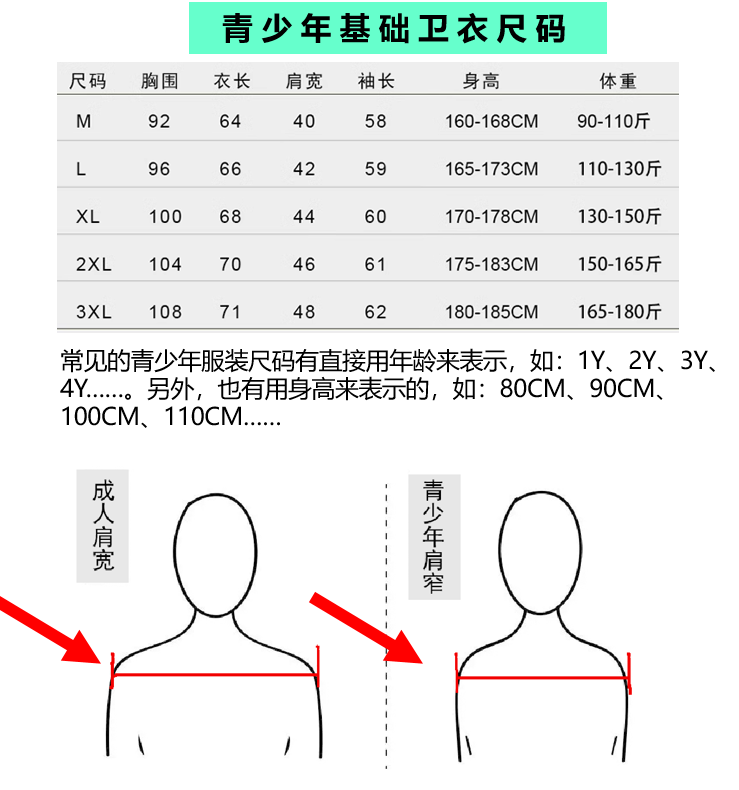 青少年基础卫衣尺码
尺码 胸围 衣长 肩宽 袖长 身高 体重
M 92 64 40 58 160-168CM 90-110斤
L 96 66 42 59 165-173CM 110-130斤
XL 100 68 44 60 170-178CM 130-150斤
2XL 104 70 46 61 175-183CM 150-165斤
3XL 108 71 48 62 180-185CM 165-180斤
常见的青少年服装尺码有直接用年龄来表示，如：1Y、2Y、3Y、
4Y......。另外，也有用身高来表示的，如：80CM、90CM、
100CM、110CM......
成人肩宽
青少年肩窄